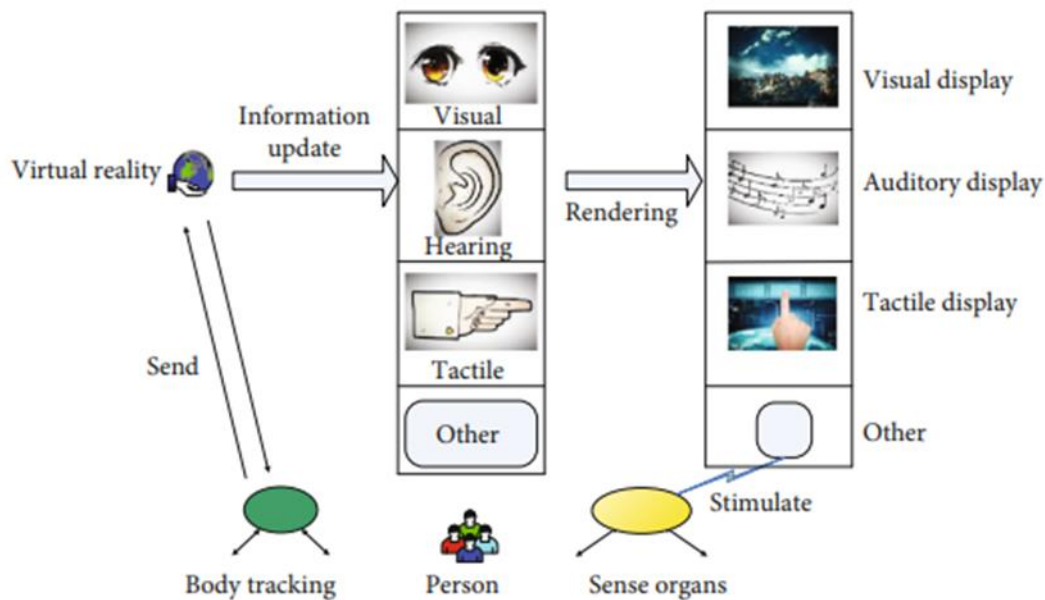 Virtual reality
Information
update
Visual
Hearing
Tactile
Other
Rendering
Visual display
Auditory display
Tactile display
Other
Send
Stimulate
Body tracking
Person
Sense organs